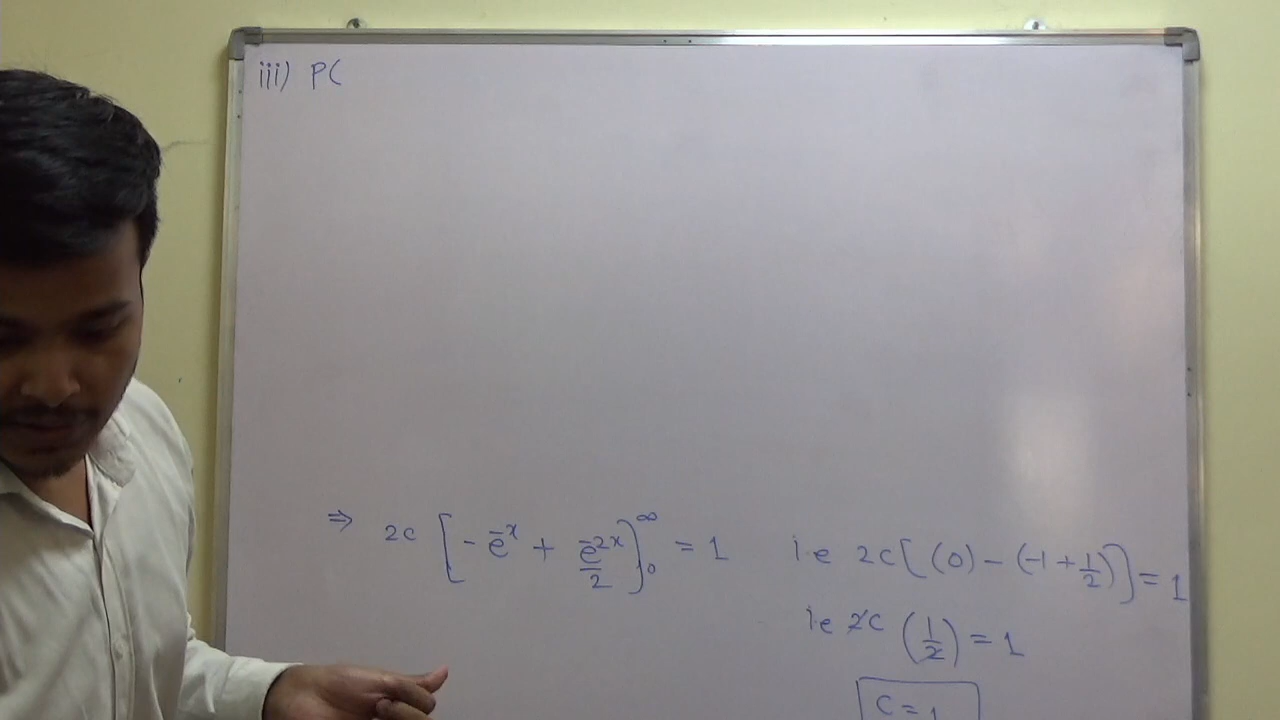 iii) P(
⇒ 2c [-e^-x + e^-2x/2]_0^∞ = 1
i.e 2c[(0) - (-1 + 1/2)] = 1
i.e 2c (1/2) = 1
c = 1